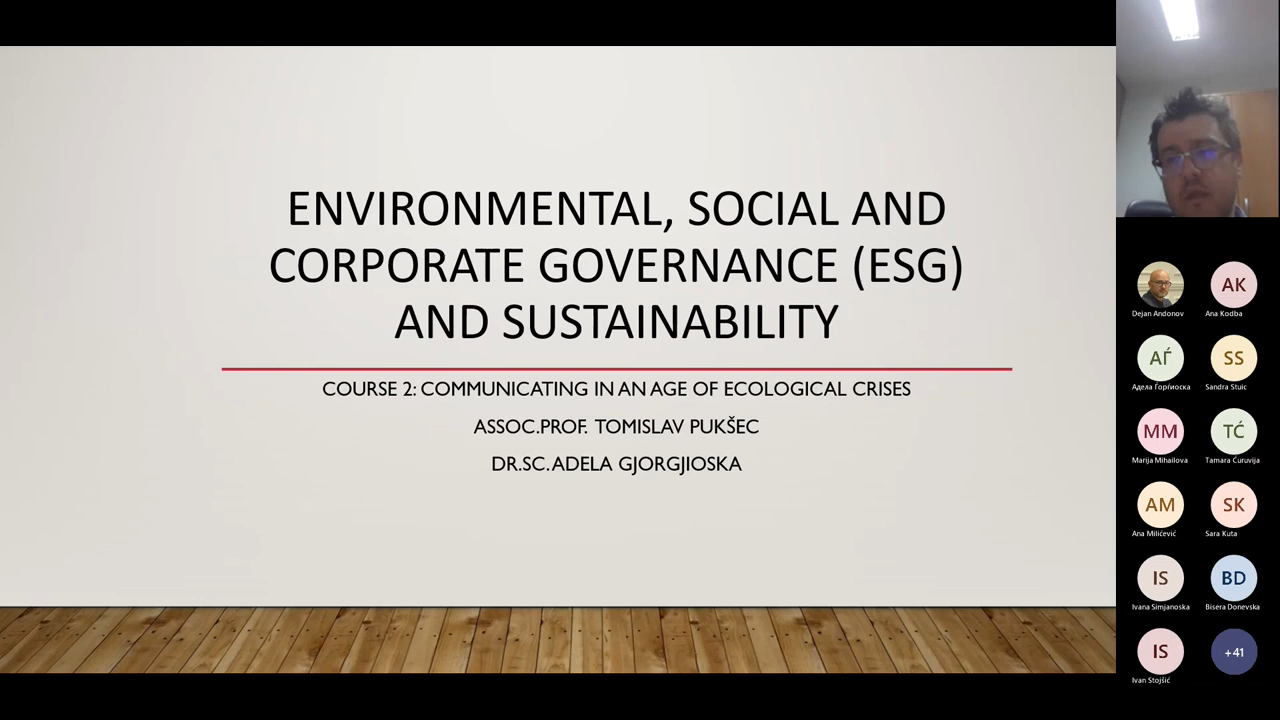 ENVIRONMENTAL, SOCIAL AND
CORPORATE GOVERNANCE (ESG)
AND SUSTAINABILITY
COURSE 2: COMMUNICATING IN AN AGE OF ECOLOGICAL CRISES
ASSOC.PROF. TOMISLAV PUKŠEC
DR.SC. ADELA GJORGJIOSKA
Dejan Andonov
AK
Ana Kodba
АЃ
Адела Ѓорѓиоска
SS
Sandra Stuic
MM
Marija Mihailova
TĆ
Tamara Ćuruvija
AM
Ana Milićević
SK
Sara Kuta
IS
Ivana Simjanoska
BD
Bisera Donevska
IS
Ivan Stojšić
+41